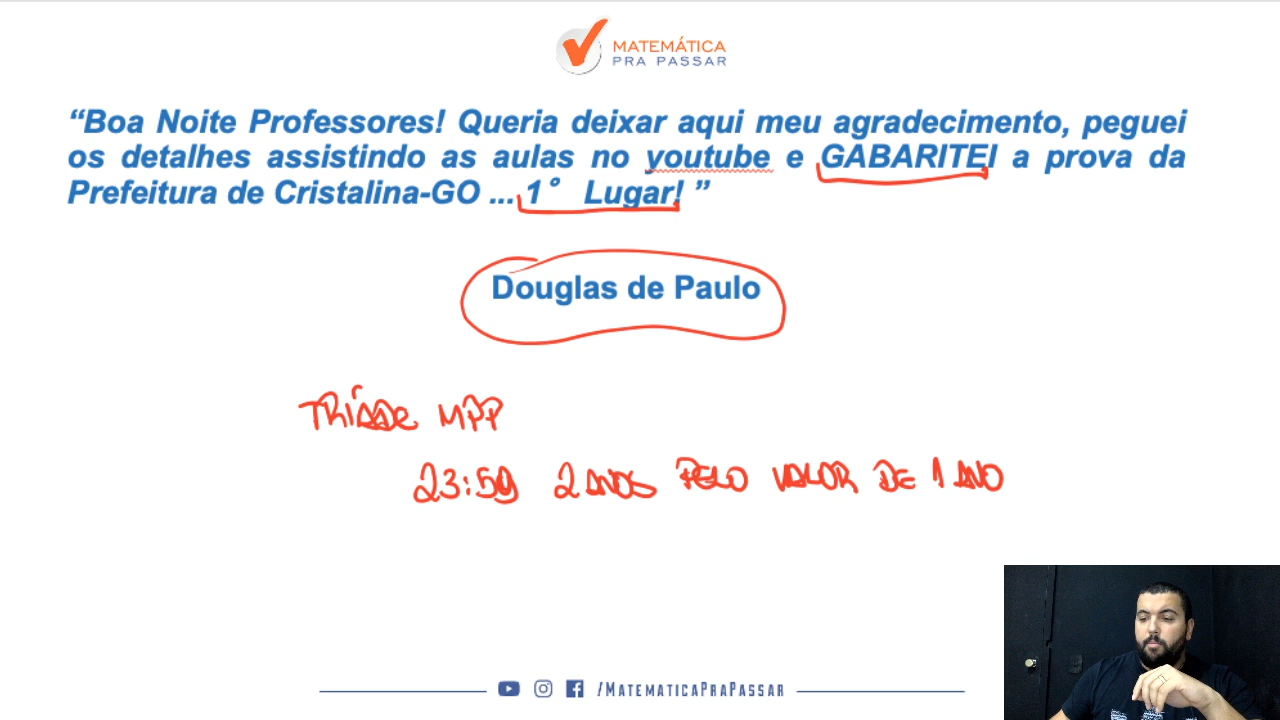 MATEMÁTICA
PRA PASSAR
“Boa Noite Professores! Queria deixar aqui meu agradecimento, peguei
os detalhes assistindo as aulas no youtube e GABARITEI a prova da
Prefeitura de Cristalina-GO ... 1° Lugar! ”
Douglas de Paulo
TRÍADE MPP
23:59 2 ANOS PELO VALOR DE 1 ANO
/MATEMATICAPRAPASSAR